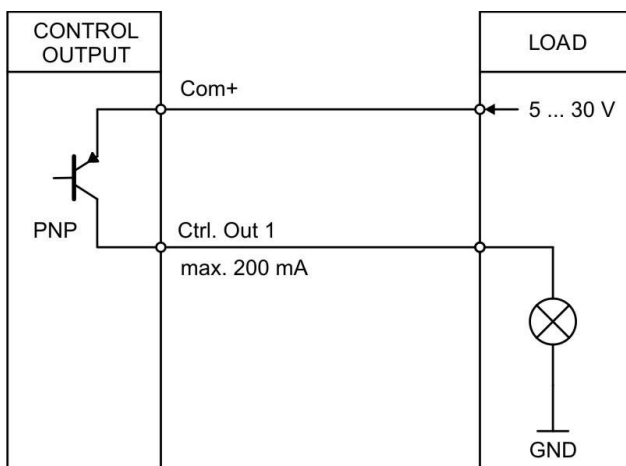 CONTROL
OUTPUT
LOAD
Com+
5 ... 30 V
PNP
Ctrl. Out 1
max. 200 mA
GND